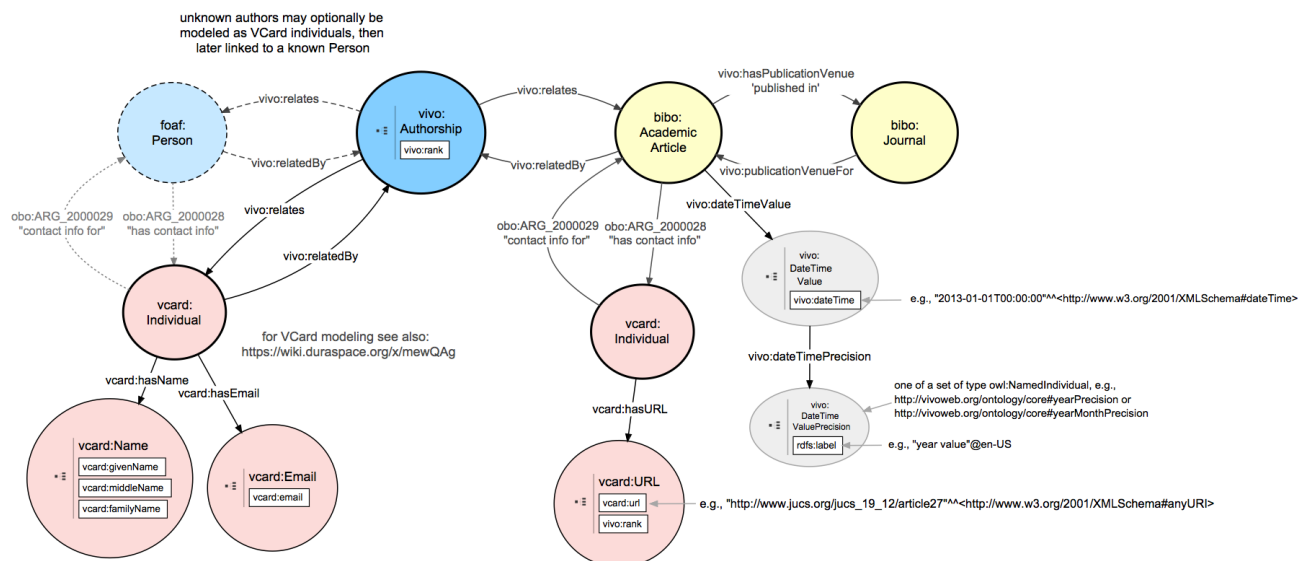 unknown authors may optionally be
modeled as VCard individuals, then
later linked to a known Person
foaf:
Person
vivo:relates
vivo:relatedBy
vivo:
Authorship
vivo:rank
vivo:relates
vivo:relatedBy
bibo:
Academic
Article
vivo:hasPublicationVenue
'published in'
vivo:publicationVenueFor
bibo:
Journal
obo:ARG_2000029
"contact info for"
obo:ARG_2000028
"has contact info"
vivo:relates
vivo:relatedBy
obo:ARG_2000029
"contact info for"
obo:ARG_2000028
"has contact info"
vivo:dateTimeValue
vivo:
DateTime
Value
vivo:dateTime
e.g., "2013-01-01T00:00:00"^^<http://www.w3.org/2001/XMLSchema#dateTime>
vcard:
Individual
for VCard modeling see also:
https://wiki.duraspace.org/x/mewQAg
vcard:
Individual
vivo:dateTimePrecision
vcard:hasName
vcard:hasEmail
vcard:hasURL
one of a set of type owl:NamedIndividual, e.g.,
http://vivoweb.org/ontology/core#yearPrecision or
http://vivoweb.org/ontology/core#yearMonthPrecision
vivo:
DateTime
ValuePrecision
rdfs:label
e.g., "year value"@en-US
vcard:Name
vcard:givenName
vcard:middleName
vcard:familyName
vcard:Email
vcard:email
vcard:URL
vcard:url
vivo:rank
e.g., "http://www.jucs.org/jucs_19_12/article27"^^<http://www.w3.org/2001/XMLSchema#anyURI>